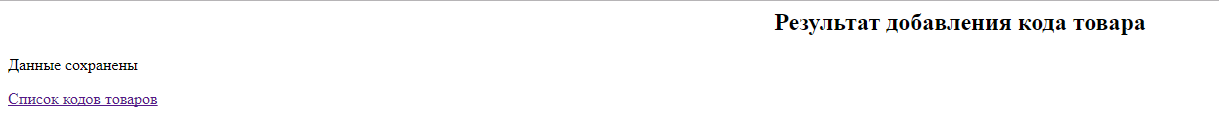 Результат добавления кода товара
Данные сохранены
Список кодов товаров